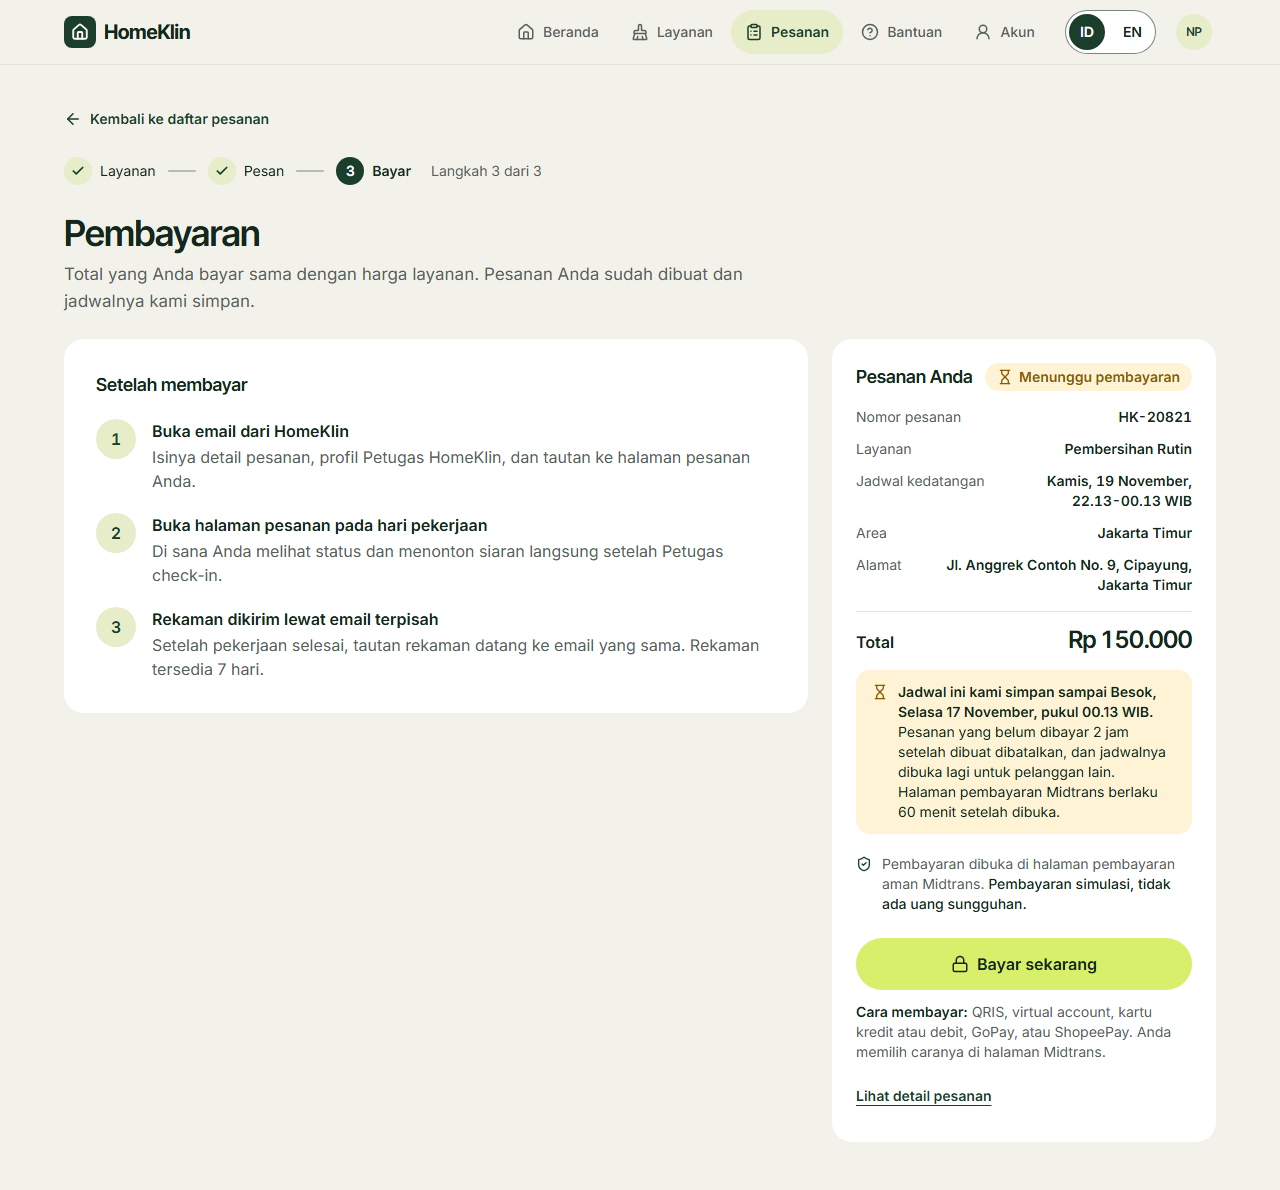 HomeKlin
Beranda
Layanan
Pesanan
Bantuan
Akun
ID
EN
NP
Kembali ke daftar pesanan
Layanan
Pesan
3 Bayar
Langkah 3 dari 3
Pembayaran
Total yang Anda bayar sama dengan harga layanan. Pesanan Anda sudah dibuat dan
jadwalnya kami simpan.
Setelah membayar
1
Buka email dari HomeKlin
Isinya detail pesanan, profil Petugas HomeKlin, dan tautan ke halaman pesanan
Anda.
2
Buka halaman pesanan pada hari pekerjaan
Di sana Anda melihat status dan menonton siaran langsung setelah Petugas
check-in.
3
Rekaman dikirim lewat email terpisah
Setelah pekerjaan selesai, tautan rekaman datang ke email yang sama. Rekaman
tersedia 7 hari.
Pesanan Anda
Menunggu pembayaran
Nomor pesanan HK-20821
Layanan Pembersihan Rutin
Jadwal kedatangan Kamis, 19 November,
22.13-00.13 WIB
Area Jakarta Timur
Alamat Jl. Anggrek Contoh No. 9, Cipayung,
Jakarta Timur
Total Rp 150.000
Jadwal ini kami simpan sampai Besok,
Selasa 17 November, pukul 00.13 WIB.
Pesanan yang belum dibayar 2 jam
setelah dibuat dibatalkan, dan jadwalnya
dibuka lagi untuk pelanggan lain.
Halaman pembayaran Midtrans berlaku
60 menit setelah dibuka.
Pembayaran dibuka di halaman pembayaran
aman Midtrans. Pembayaran simulasi, tidak
ada uang sungguhan.
Bayar sekarang
Cara membayar: QRIS, virtual account, kartu
kredit atau debit, GoPay, atau ShopeePay. Anda
memilih caranya di halaman Midtrans.
Lihat detail pesanan